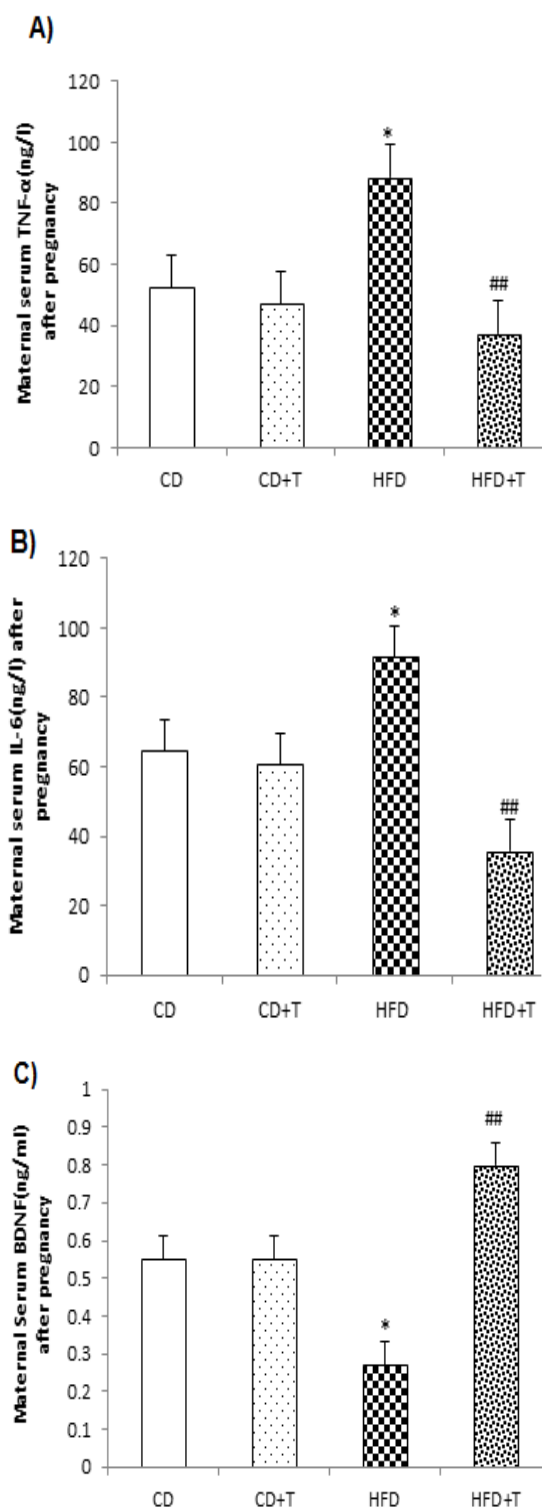 A)
Maternal serum TNF-α(ng/l)
after pregnancy
120
100
80
60
40
20
0
*
##
CD CD+T HFD HFD+T
B)
Maternal serum IL-6(ng/l) after
pregnancy
120
100
80
60
40
20
0
*
##
CD CD+T HFD HFD+T
C)
Maternal Serum BDNF(ng/ml)
after pregnancy
1
0.9
0.8
0.7
0.6
0.5
0.4
0.3
0.2
0.1
0
*
##
CD CD+T HFD HFD+T